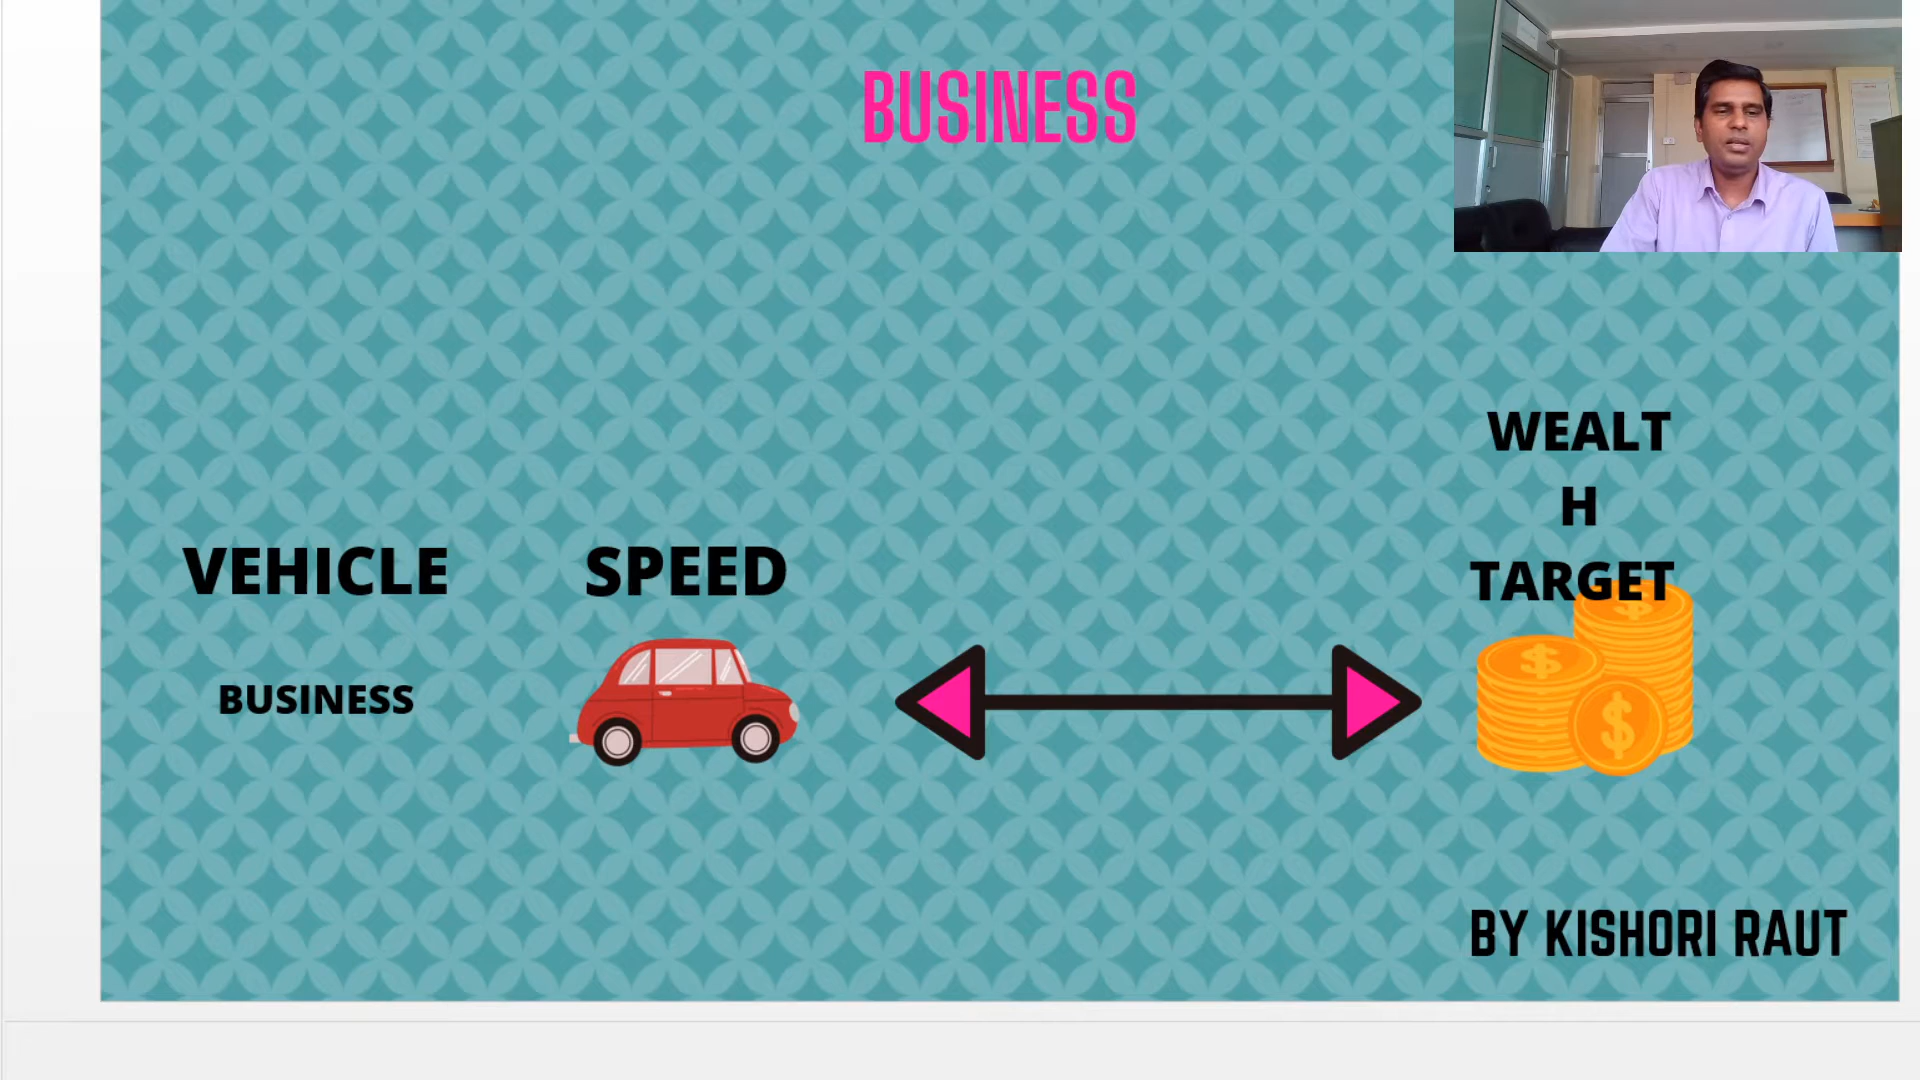 BUSINESS
WEALT
H
TARGET
VEHICLE
SPEED
BUSINESS
BY KISHORI RAUT